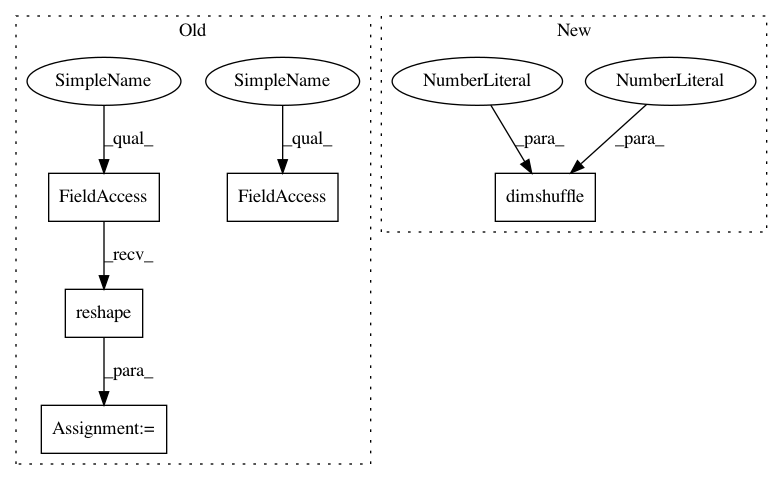 Old
New
SimpleName
SimpleName
NumberLiteral
NumberLiteral
_qual_
_qual_
_para_
_para_
FieldAccess
FieldAccess
dimshuffle
_recv_
reshape
_para_
Assignment:=